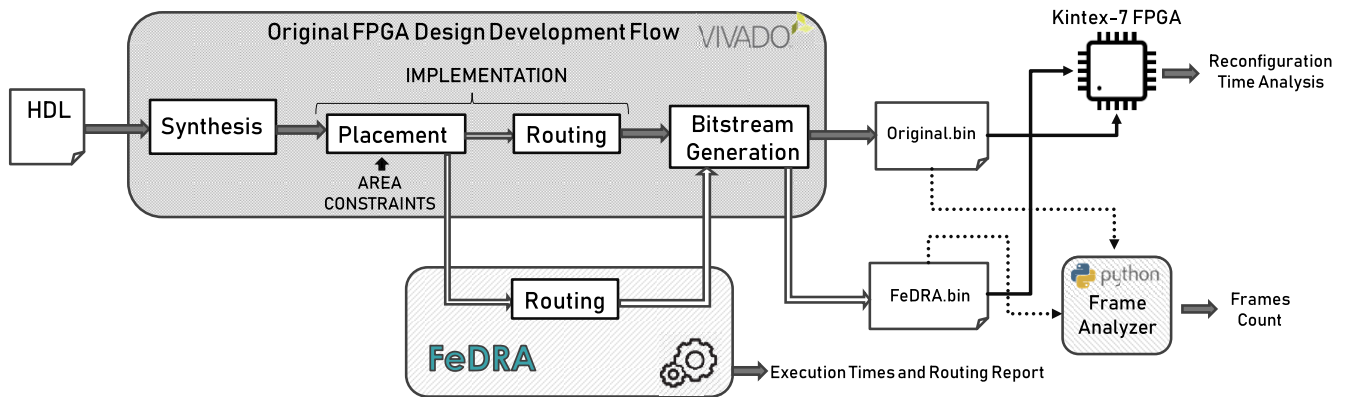 Kintex-7 FPGA
Original FPGA Design Development Flow
VIVADO
IMPLEMENTATION
Reconfiguration
Time Analysis
HDL
Synthesis
Placement
Routing
Bitstream
Generation
Original.bin
AREA
CONSTRAINTS
Routing
FeDRA
FeDRA.bin
python
Frame
Analyzer
Frames
Count
Execution Times and Routing Report